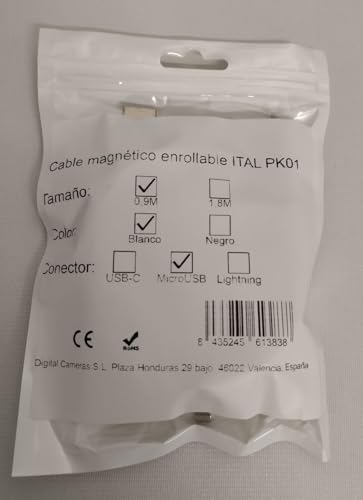 Cable magnético enrollable ITAL PK01
Tamaño:
0.9M 1.8M
Color:
Blanco Negro
Conector:
USB-C MicroUSB Lightning
CE RoHS
8 435245 613838
Digital Cameras S.L. Plaza Honduras 29 bajo. 46022 Valencia, España